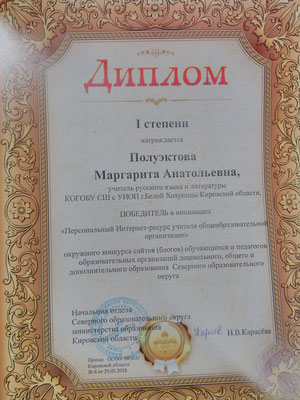 Диплом
I степени
награждается
Полуэктова
Маргарита Анатольевна,
учитель русского языка и литературы
КОГОБУ СШ с УИОП г.Белой Холуницы Кировской области,
ПОБЕДИТЕЛЬ в номинации
«Персональный Интернет-ресурс учителя общеобразовательной
организации»
окружного конкурса сайтов (блогов) обучающихся и педагогов
образовательных организаций дошкольного, общего и
дополнительного образования Северного образовательного
округа
Начальник отдела
Северного образовательного округа
министерства образования
Кировской области
Н.В.Карасёва
Приказ
Кировской области
№ 6 от 29.05.2018